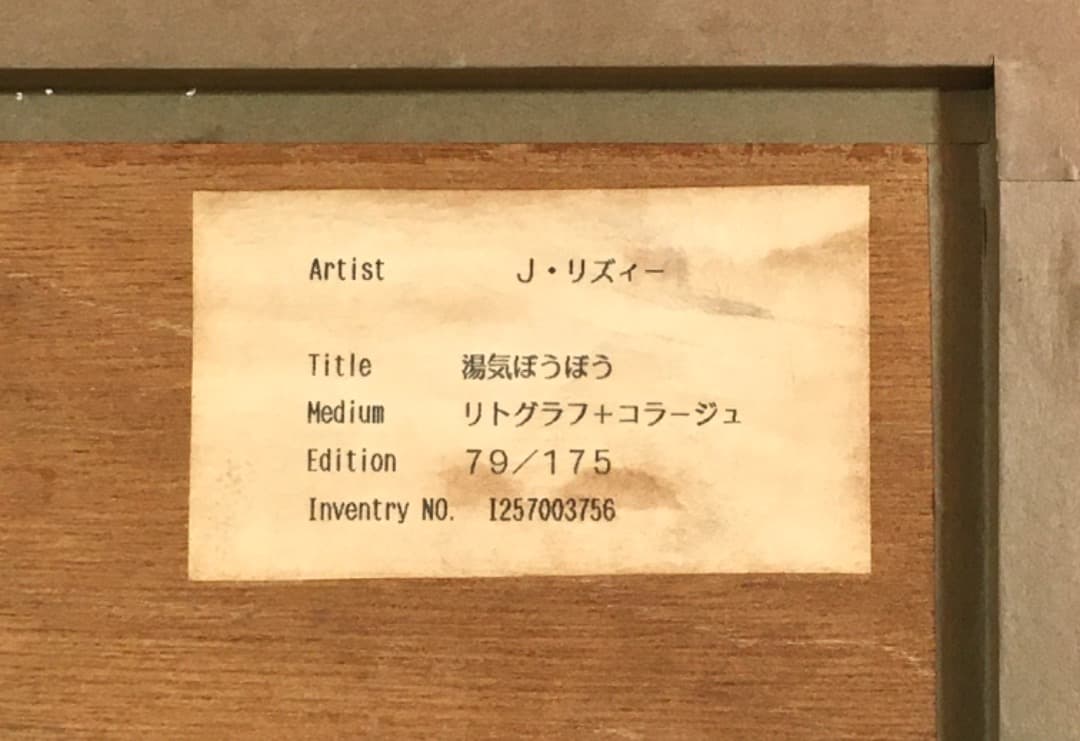 Artist J・リズィー
Title 湯気ぼうぼう
Medium リトグラフ＋コラージュ
Edition ７９／１７５
Inventry NO. I257003756